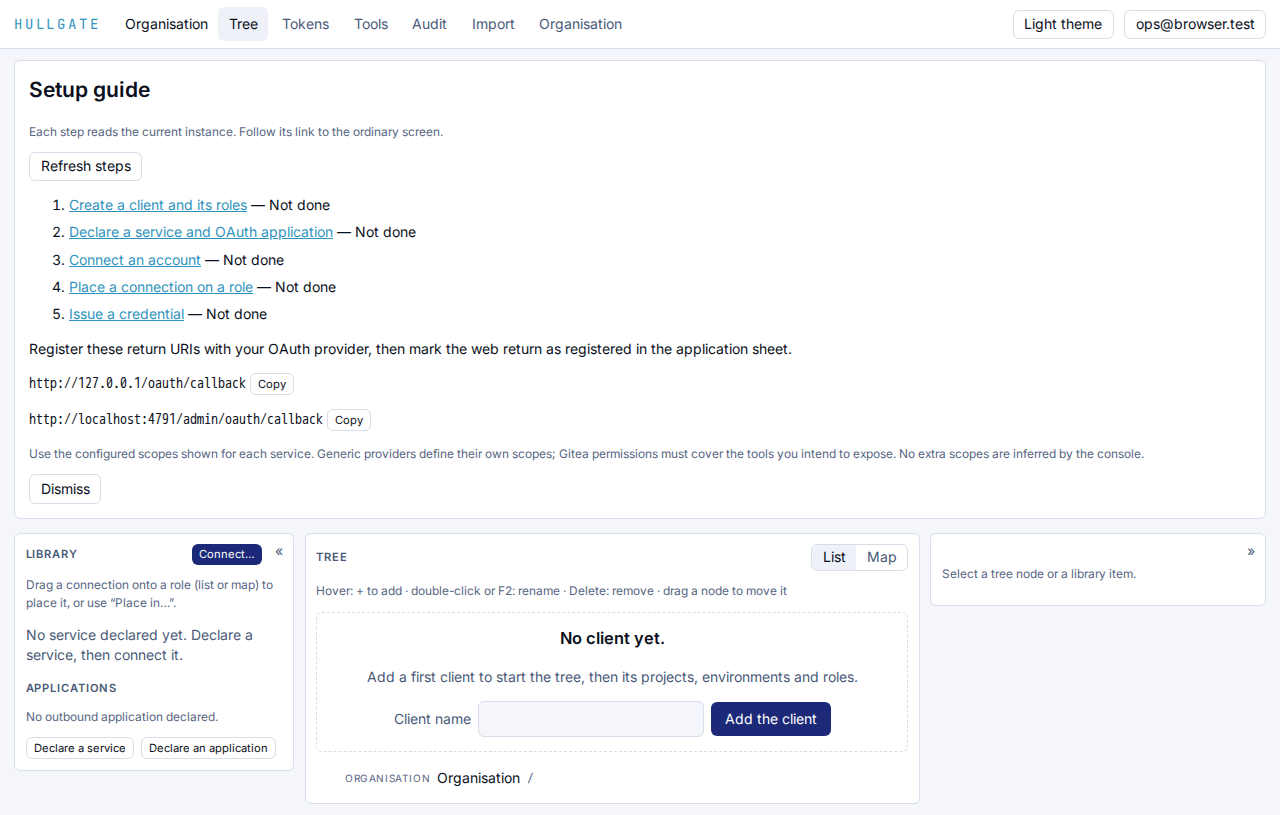 HULLGATE Organisation Tree Tokens Tools Audit Import Organisation Light theme ops@browser.test
Setup guide
Each step reads the current instance. Follow its link to the ordinary screen.
Refresh steps
1. Create a client and its roles — Not done
2. Declare a service and OAuth application — Not done
3. Connect an account — Not done
4. Place a connection on a role — Not done
5. Issue a credential — Not done
Register these return URIs with your OAuth provider, then mark the web return as registered in the application sheet.
http://127.0.0.1/oauth/callback Copy
http://localhost:4791/admin/oauth/callback Copy
Use the configured scopes shown for each service. Generic providers define their own scopes; Gitea permissions must cover the tools you intend to expose. No extra scopes are inferred by the console.
Dismiss
LIBRARY Connect... «
Drag a connection onto a role (list or map) to
place it, or use “Place in...”.
No service declared yet. Declare a
service, then connect it.
APPLICATIONS
No outbound application declared.
Declare a service Declare an application
TREE List Map
Hover: + to add · double-click or F2: rename · Delete: remove · drag a node to move it
No client yet.
Add a first client to start the tree, then its projects, environments and roles.
Client name Add the client
ORGANISATION Organisation /
»
Select a tree node or a library item.